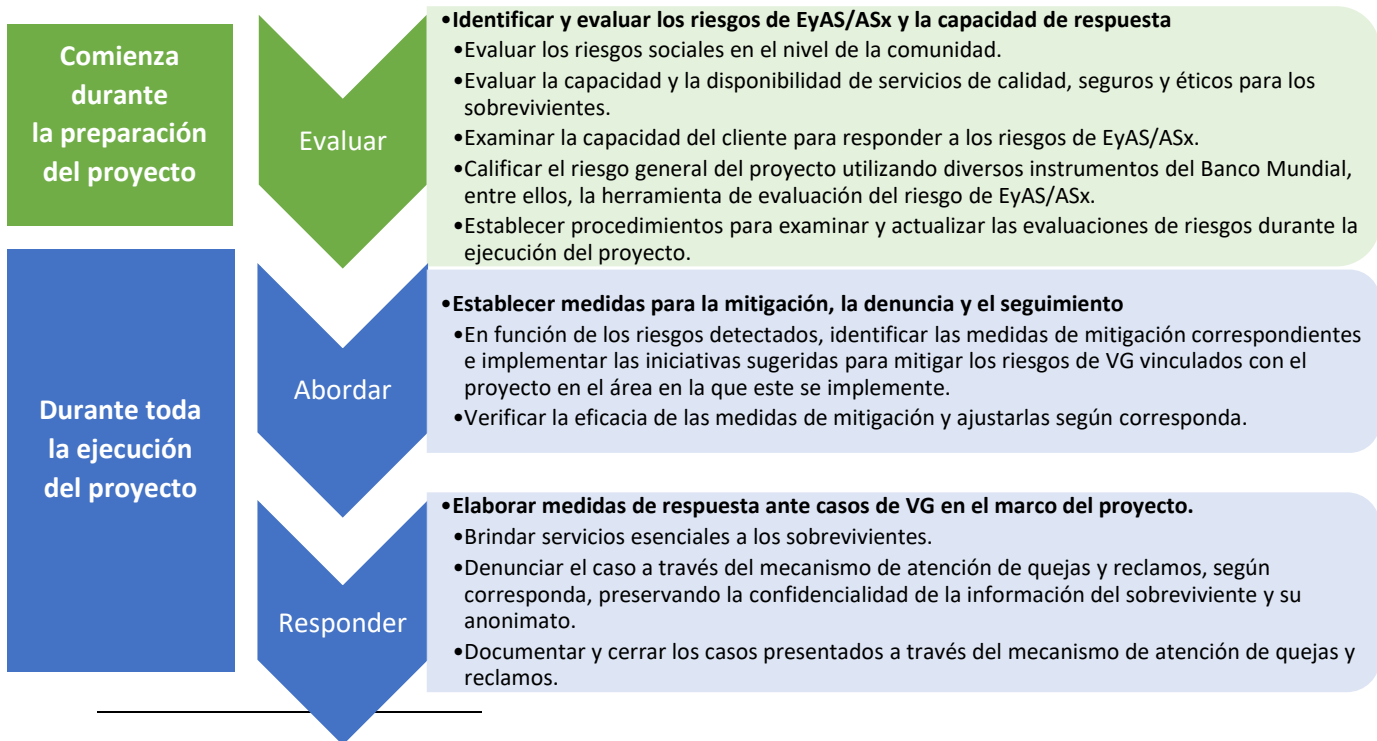 Comienza
durante
la preparación
del proyecto
Evaluar
•Identificar y evaluar los riesgos de EyAS/ASx y la capacidad de respuesta
•Evaluar los riesgos sociales en el nivel de la comunidad.
•Evaluar la capacidad y la disponibilidad de servicios de calidad, seguros y éticos para los
sobrevivientes.
•Examinar la capacidad del cliente para responder a los riesgos de EyAS/ASx.
•Calificar el riesgo general del proyecto utilizando diversos instrumentos del Banco Mundial,
entre ellos, la herramienta de evaluación del riesgo de EyAS/ASx.
•Establecer procedimientos para examinar y actualizar las evaluaciones de riesgos durante la
ejecución del proyecto.
Durante toda
la ejecución
del proyecto
Abordar
•Establecer medidas para la mitigación, la denuncia y el seguimiento
•En función de los riesgos detectados, identificar las medidas de mitigación correspondientes
e implementar las iniciativas sugeridas para mitigar los riesgos de VG vinculados con el
proyecto en el área en la que este se implemente.
•Verificar la eficacia de las medidas de mitigación y ajustarlas según corresponda.
Responder
•Elaborar medidas de respuesta ante casos de VG en el marco del proyecto.
•Brindar servicios esenciales a los sobrevivientes.
•Denunciar el caso a través del mecanismo de atención de quejas y reclamos, según
corresponda, preservando la confidencialidad de la información del sobreviviente y su
anonimato.
•Documentar y cerrar los casos presentados a través del mecanismo de atención de quejas y
reclamos.